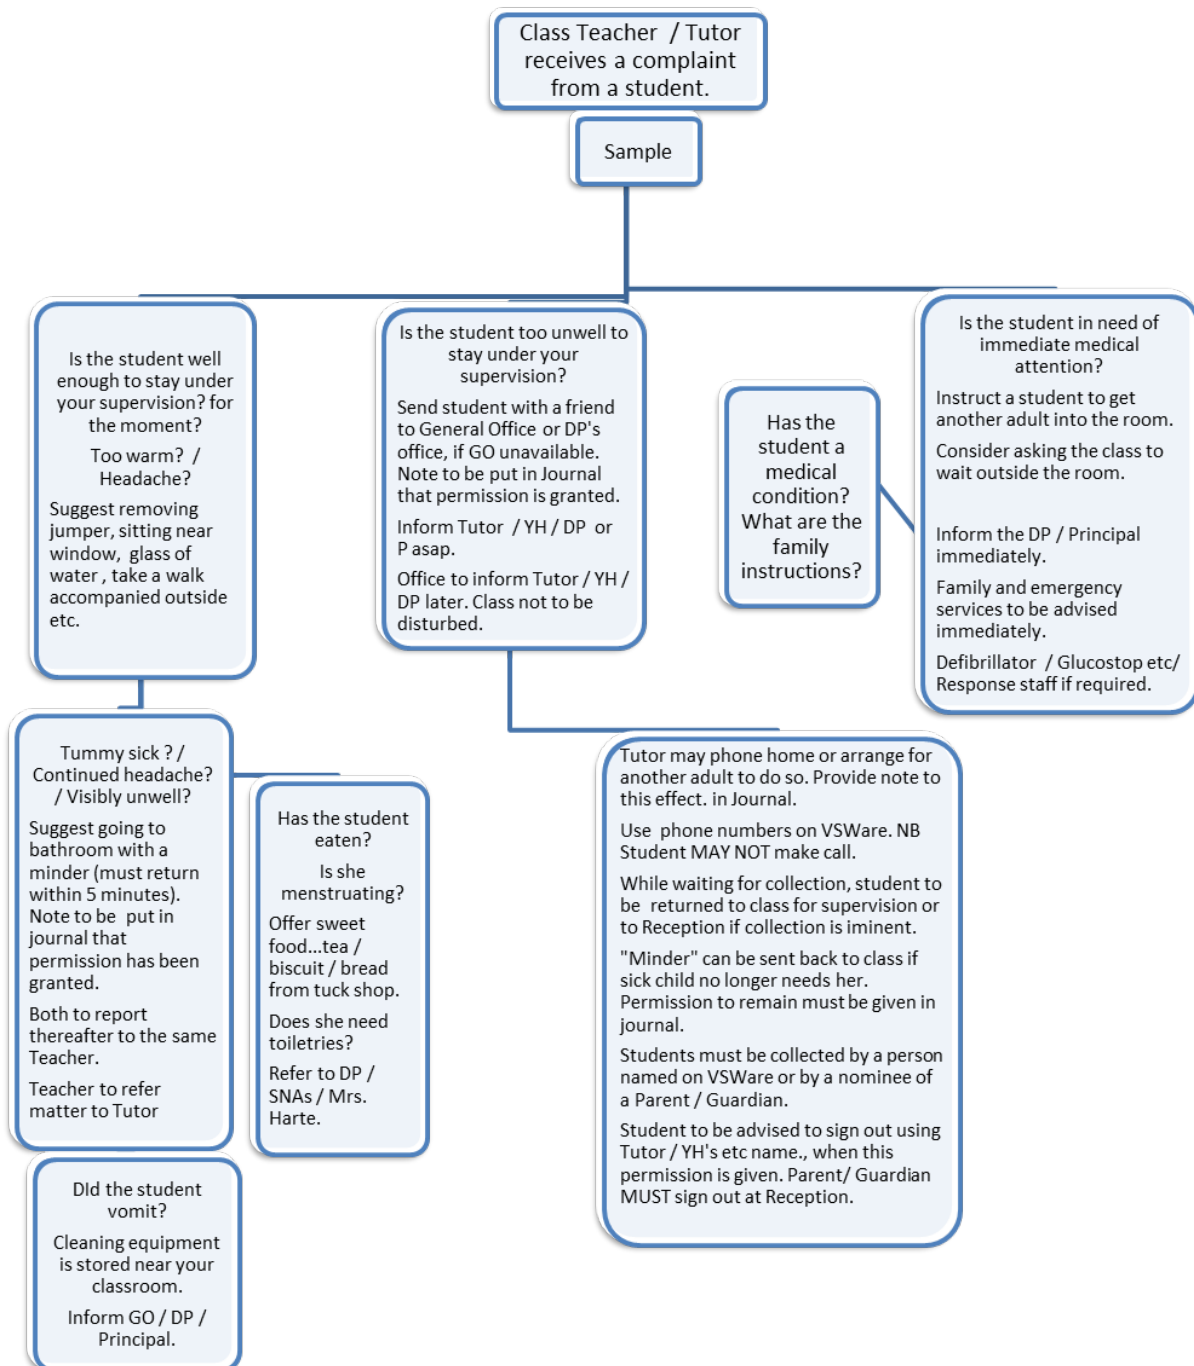 Class Teacher / Tutor
receives a complaint
from a student.
Sample
Is the student well
enough to stay under
your supervision? for
the moment?
Too warm? /
Headache?
Suggest removing
jumper, sitting near
window, glass of
water , take a walk
accompanied outside
etc.
Is the student too unwell to
stay under your
supervision?
Send student with a friend
to General Office or DP's
office, if GO unavailable.
Note to be put in Journal
that permission is granted.
Inform Tutor / YH / DP or
P asap.
Office to inform Tutor / YH /
DP later. Class not to be
disturbed.
Has the
student a
medical
condition?
What are the
family
instructions?
Is the student in need of
immediate medical
attention?
Instruct a student to get
another adult into the room.
Consider asking the class to
wait outside the room.
Inform the DP / Principal
immediately.
Family and emergency
services to be advised
immediately.
Defibrillator / Glucostop etc/
Response staff if required.
Tummy sick ? /
Continued headache?
/ Visibly unwell?
Suggest going to
bathroom with a
minder (must return
within 5 minutes).
Note to be put in
journal that
permission has been
granted.
Both to report
thereafter to the same
Teacher.
Teacher to refer
matter to Tutor
Has the student
eaten?
Is she
menstruating?
Offer sweet
food...tea /
biscuit / bread
from tuck shop.
Does she need
toiletries?
Refer to DP /
SNAs / Mrs.
Harte.
Tutor may phone home or arrange for
another adult to do so. Provide note to
this effect. in Journal.
Use phone numbers on VSWare. NB
Student MAY NOT make call.
While waiting for collection, student to
be returned to class for supervision or
to Reception if collection is iminent.
"Minder" can be sent back to class if
sick child no longer needs her.
Permission to remain must be given in
journal.
Students must be collected by a person
named on VSWare or by a nominee of
a Parent / Guardian.
Student to be advised to sign out using
Tutor / YH's etc name., when this
permission is given. Parent/ Guardian
MUST sign out at Reception.
DId the student
vomit?
Cleaning equipment
is stored near your
classroom.
Inform GO / DP /
Principal.